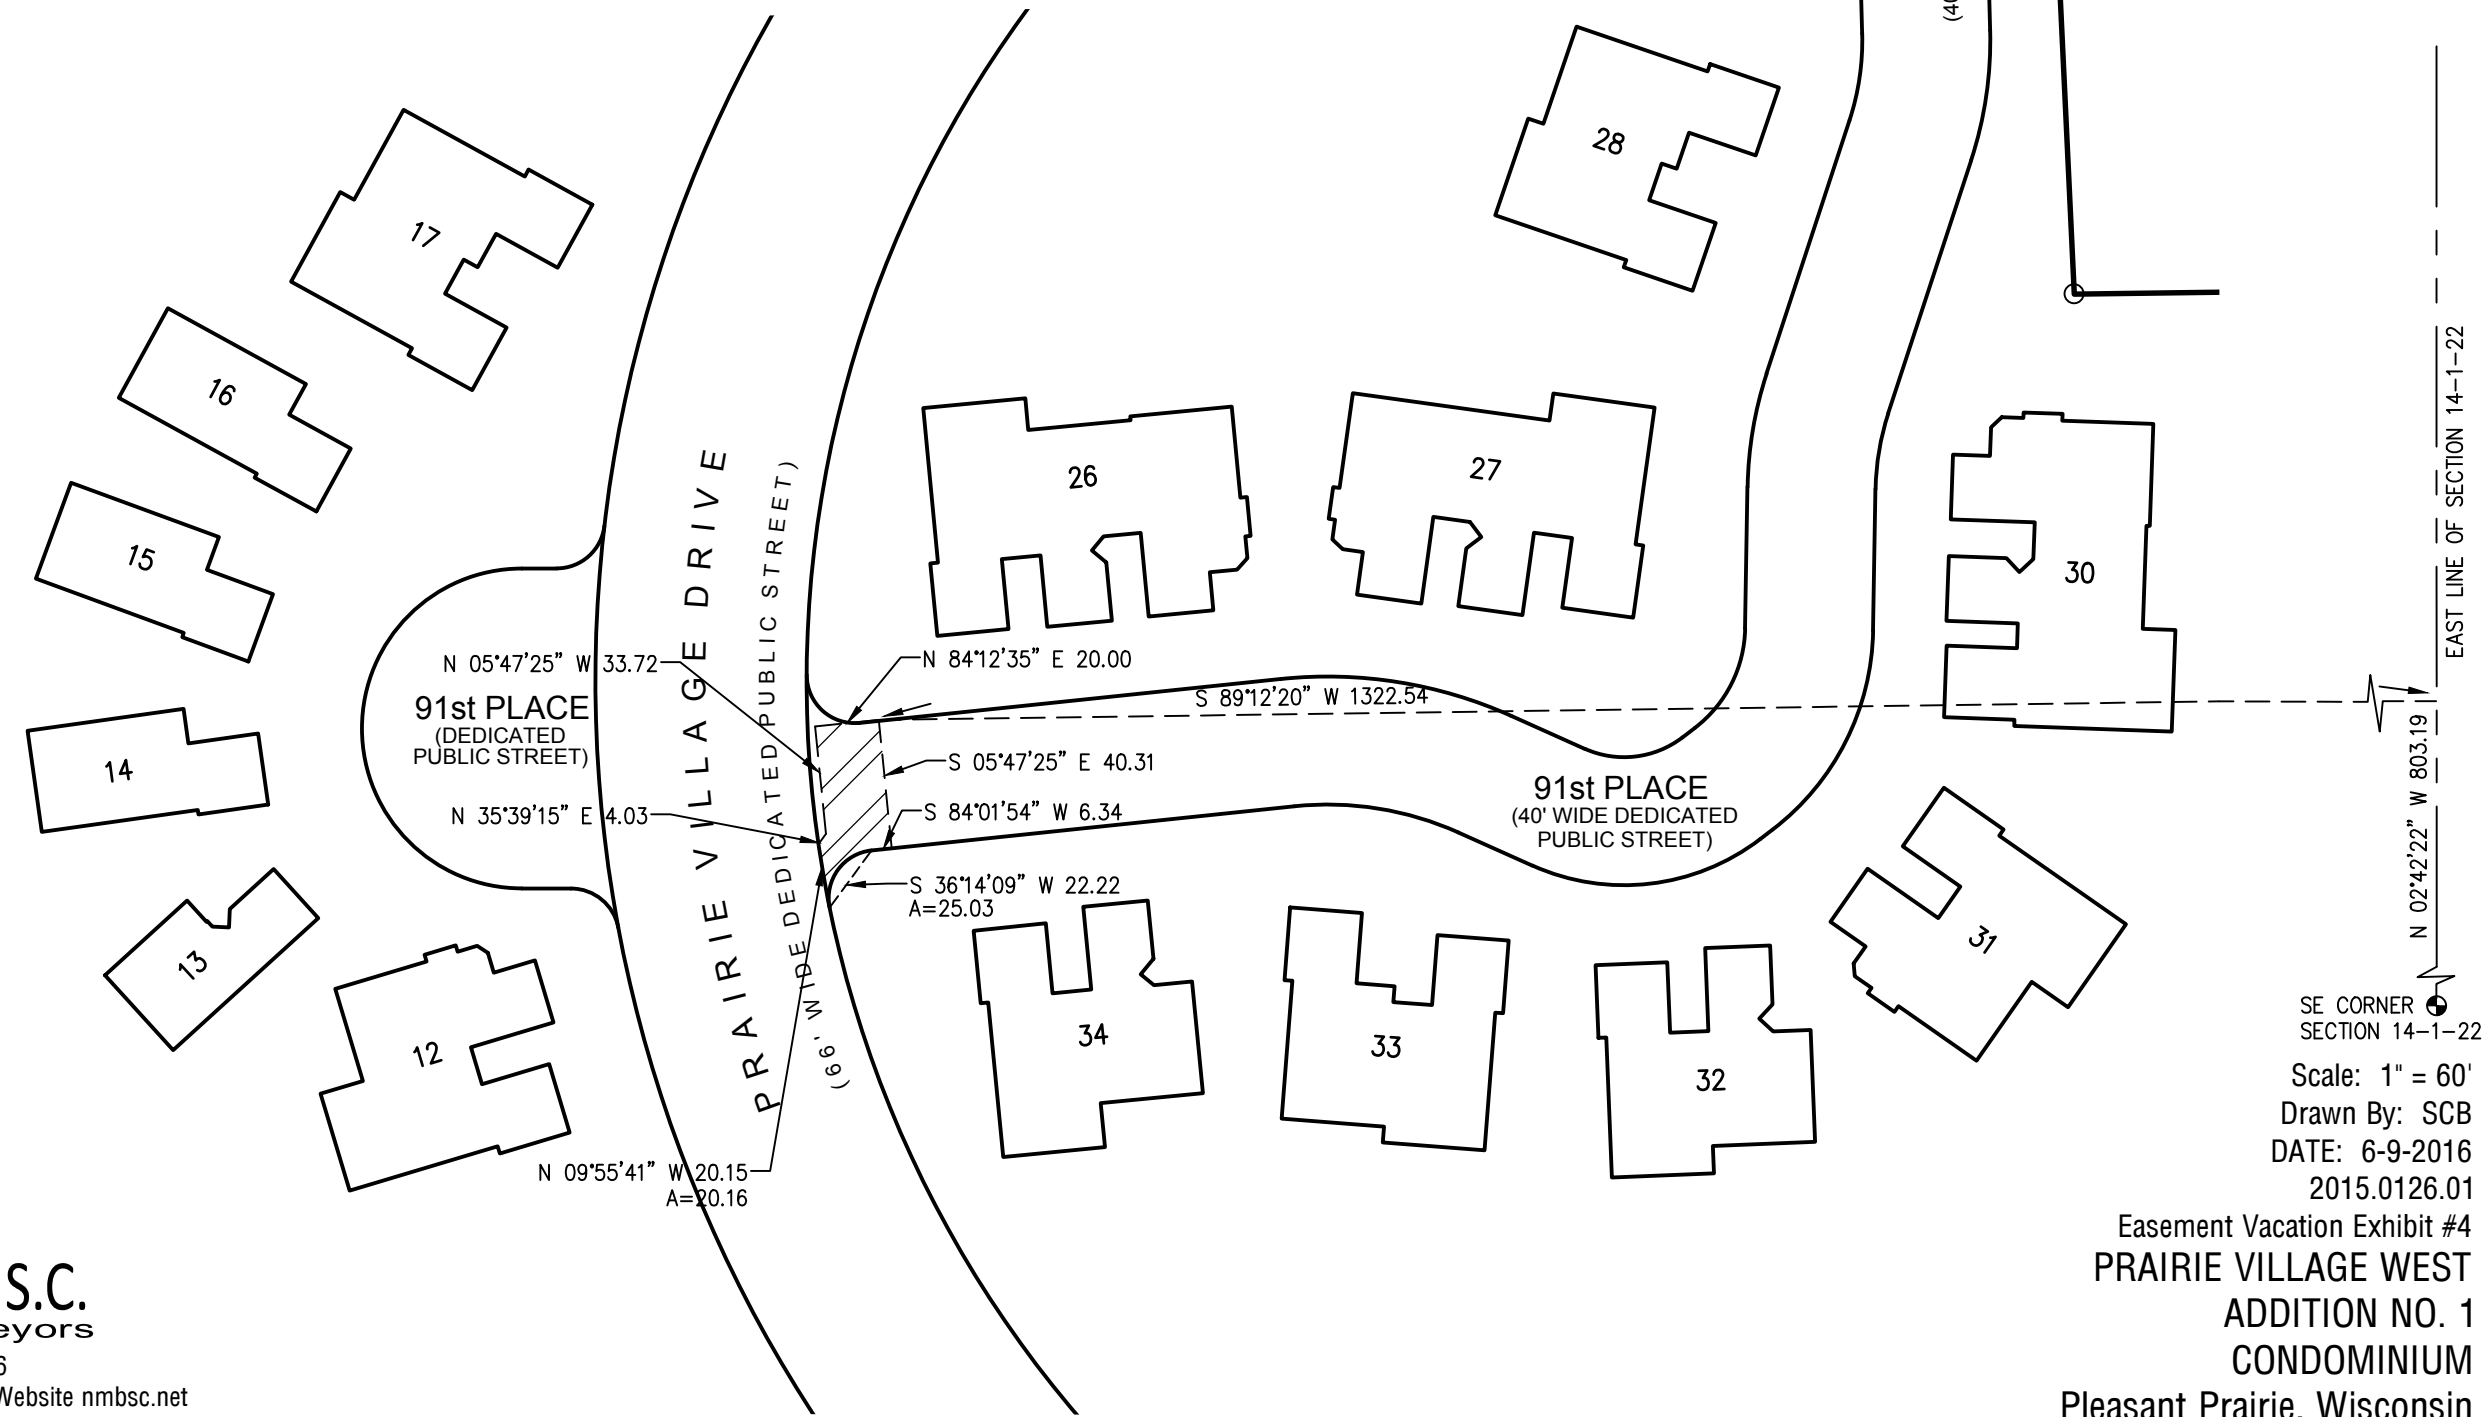 (40
28
17
16
15
26
27
30
EAST LINE OF SECTION 14-1-22
PRAIRIE VILLAGE DRIVE
(66' WIDE DEDICATED PUBLIC STREET)
N 05°47'25" W 33.72
N 84°12'35" E 20.00
S 89°12'20" W 1322.54
91st PLACE
(DEDICATED
PUBLIC STREET)
S 05°47'25" E 40.31
14
N 35°39'15" E 4.03
S 84°01'54" W 6.34
91st PLACE
(40' WIDE DEDICATED
PUBLIC STREET)
N 02°42'22" W 803.19
S 36°14'09" W 22.22
A=25.03
13
12
34
33
32
31
SE CORNER
SECTION 14-1-22
N 09°55'41" W 20.15
A=20.16
Scale: 1" = 60'
Drawn By: SCB
DATE: 6-9-2016
2015.0126.01
Easement Vacation Exhibit #4
PRAIRIE VILLAGE WEST
ADDITION NO. 1
CONDOMINIUM
Pleasant Prairie, Wisconsin
S.C.
eyors
6
Website nmbsc.net